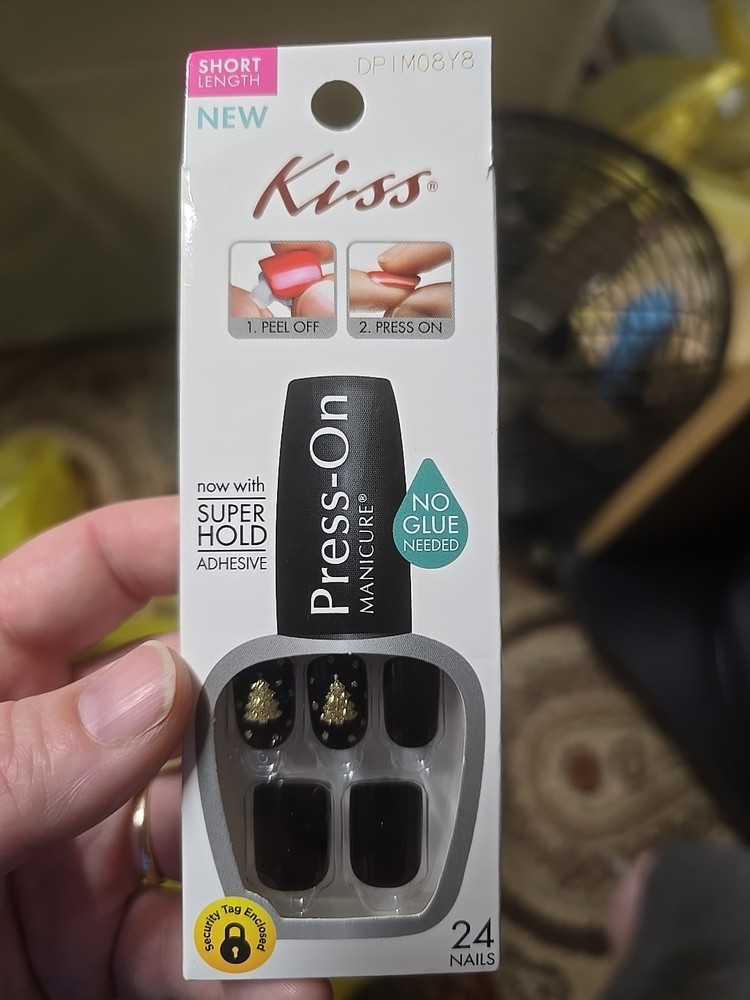 SHORT
LENGTH
DPIM08Y8
NEW
Kiss®
1. PEEL OFF
2. PRESS ON
Press-On
MANICURE®
now with
SUPER
HOLD
ADHESIVE
NO
GLUE
NEEDED
Security Tag Enclosed
24
NAILS